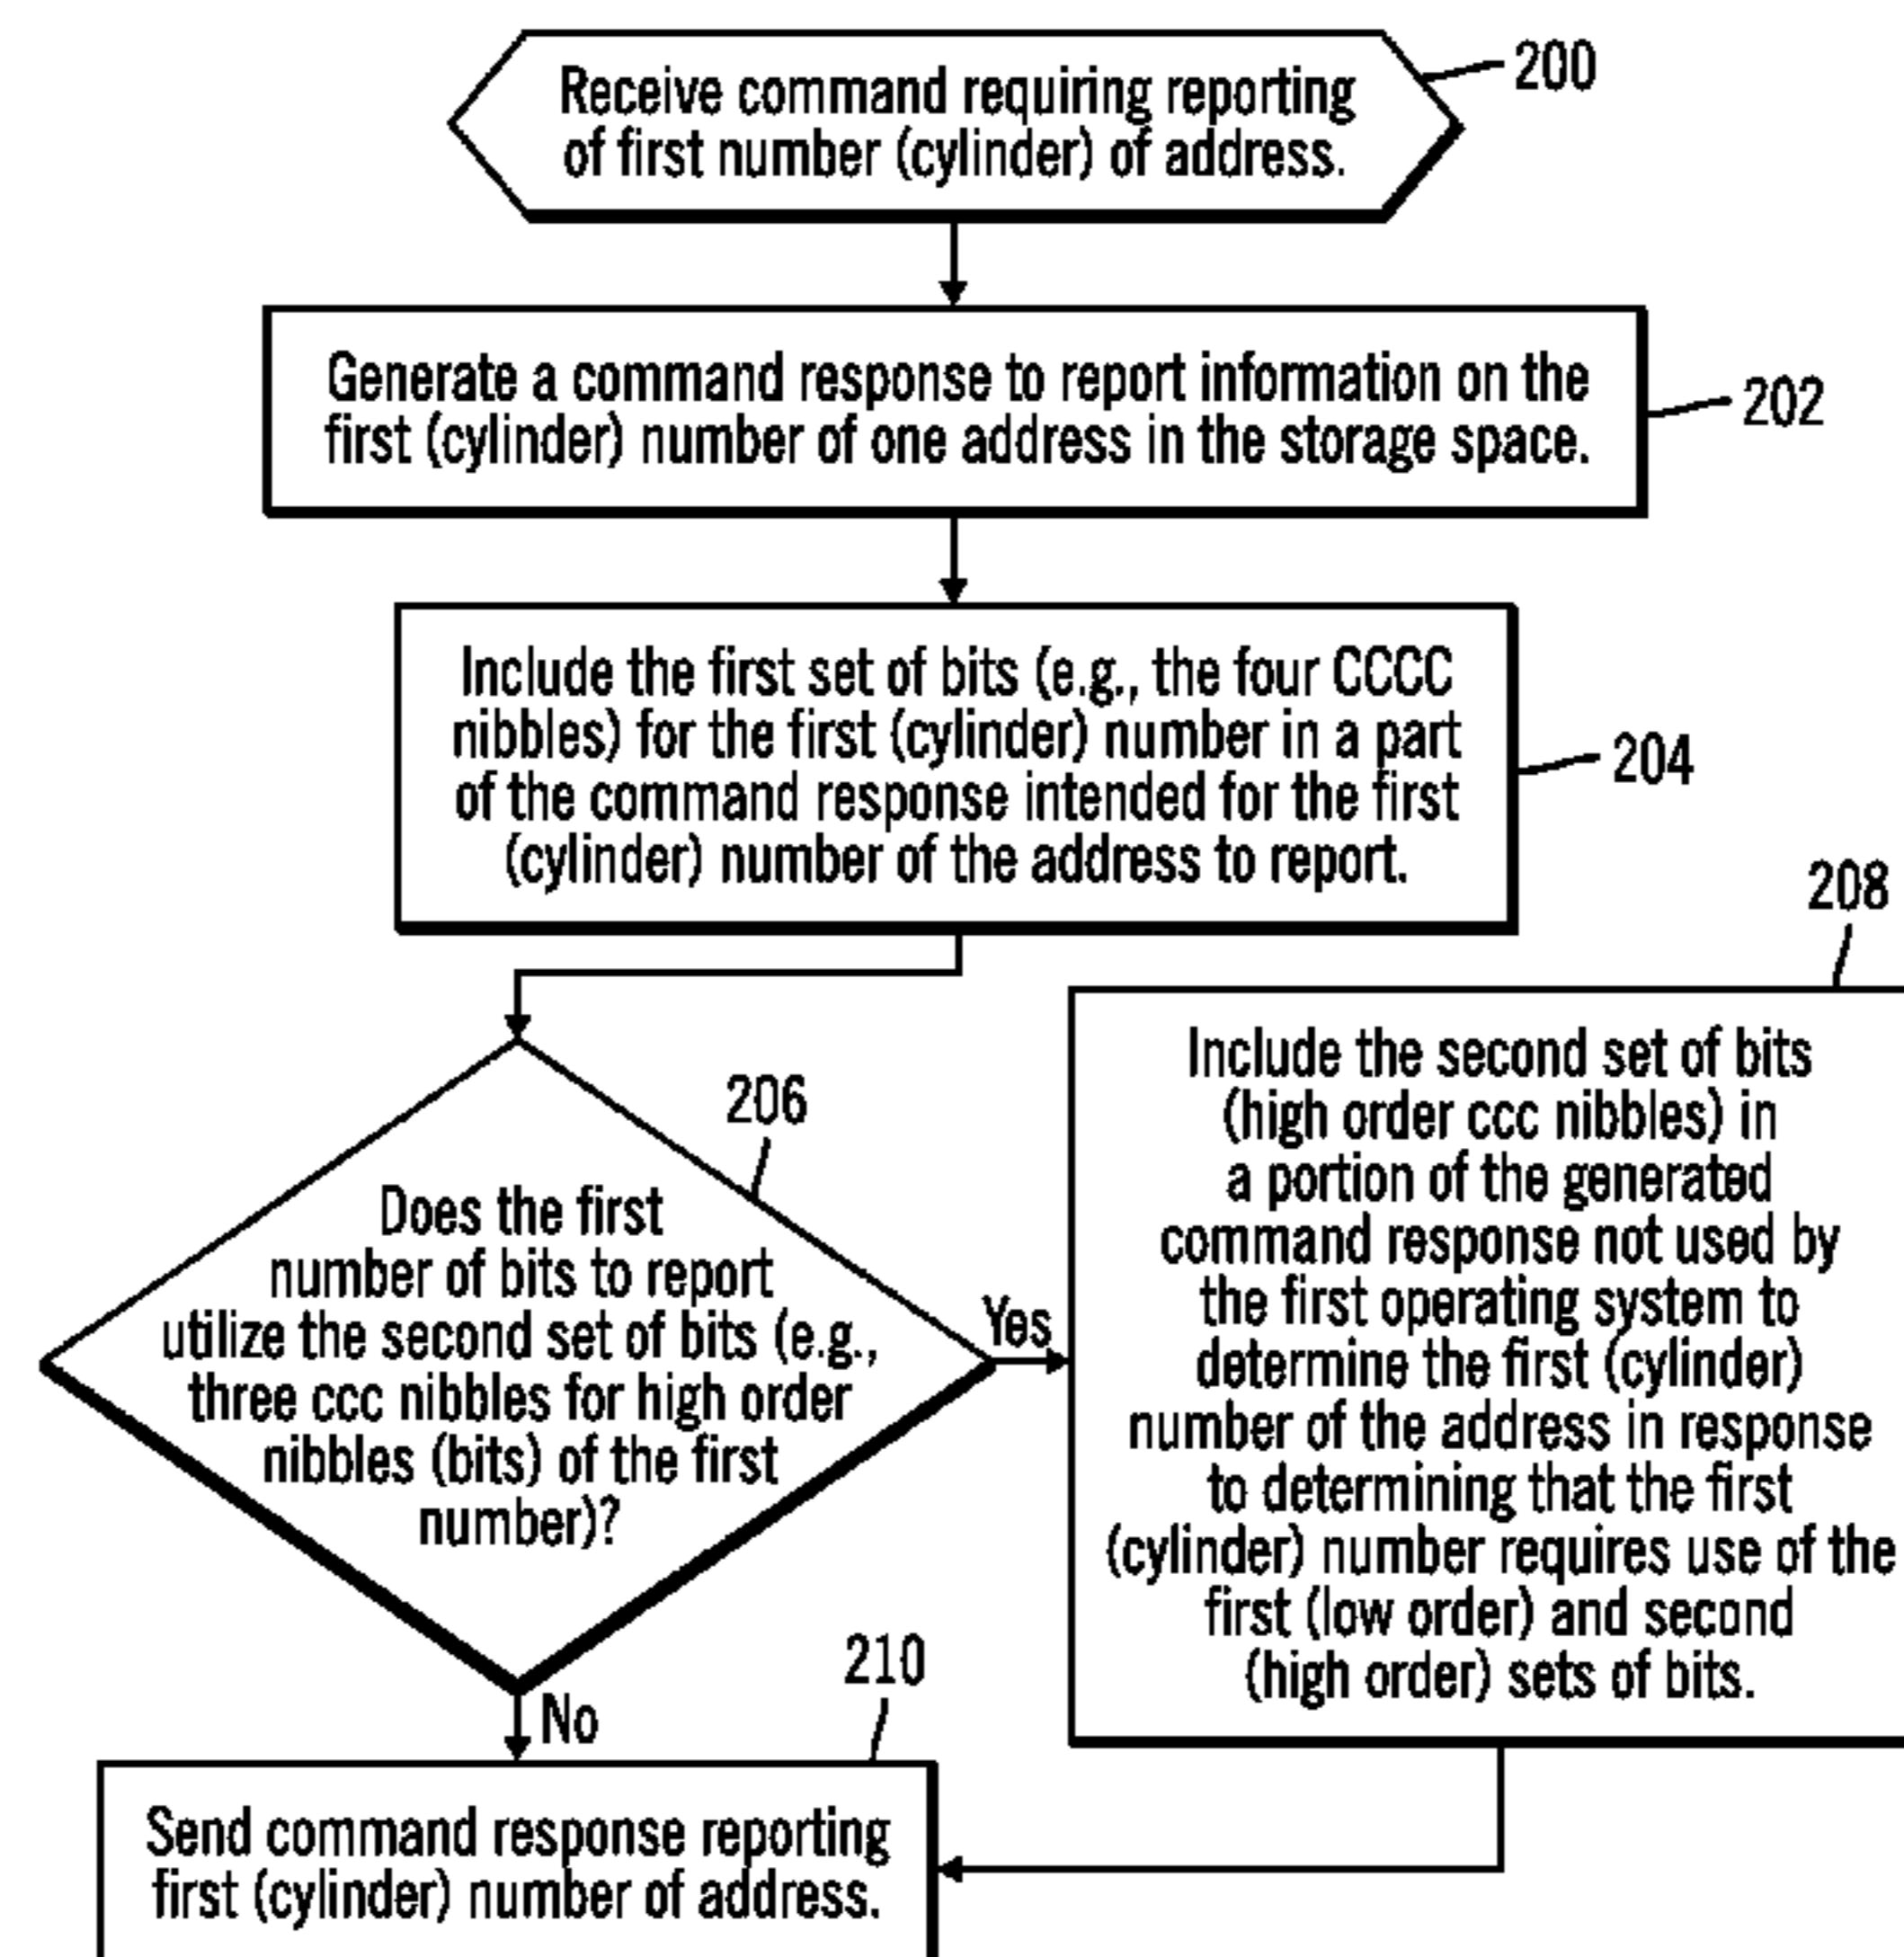 Receive command requiring reporting
of first number (cylinder) of address.
200
Generate a command response to report information on the
first (cylinder) number of one address in the storage space.
202
Include the first set of bits (e.g., the four CCCC
nibbles) for the first (cylinder) number in a part
of the command response intended for the first
(cylinder) number of the address to report.
204
206
Does the first
number of bits to report
utilize the second set of bits (e.g.,
three ccc nibbles for high order
nibbles (bits) of the first
number)?
Yes
No
208
Include the second set of bits
(high order ccc nibbles) in
a portion of the generated
command response not used by
the first operating system to
determine the first (cylinder)
number of the address in response
to determining that the first
(cylinder) number requires use of the
first (low order) and second
(high order) sets of bits.
210
Send command response reporting
first (cylinder) number of address.